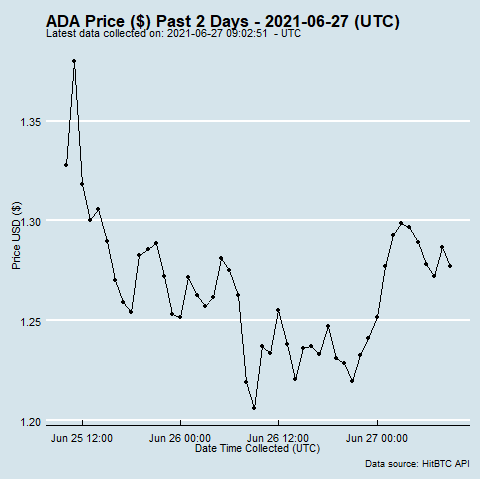 ADA Price ($) Past 2 Days - 2021-06-27 (UTC)
Latest data collected on: 2021-06-27 09:02:51  - UTC
1.35
1.30
1.25
1.20
Price USD ($)
Jun 25 12:00
Jun 26 00:00
Jun 26 12:00
Jun 27 00:00
Date Time Collected (UTC)
Data source: HitBTC API